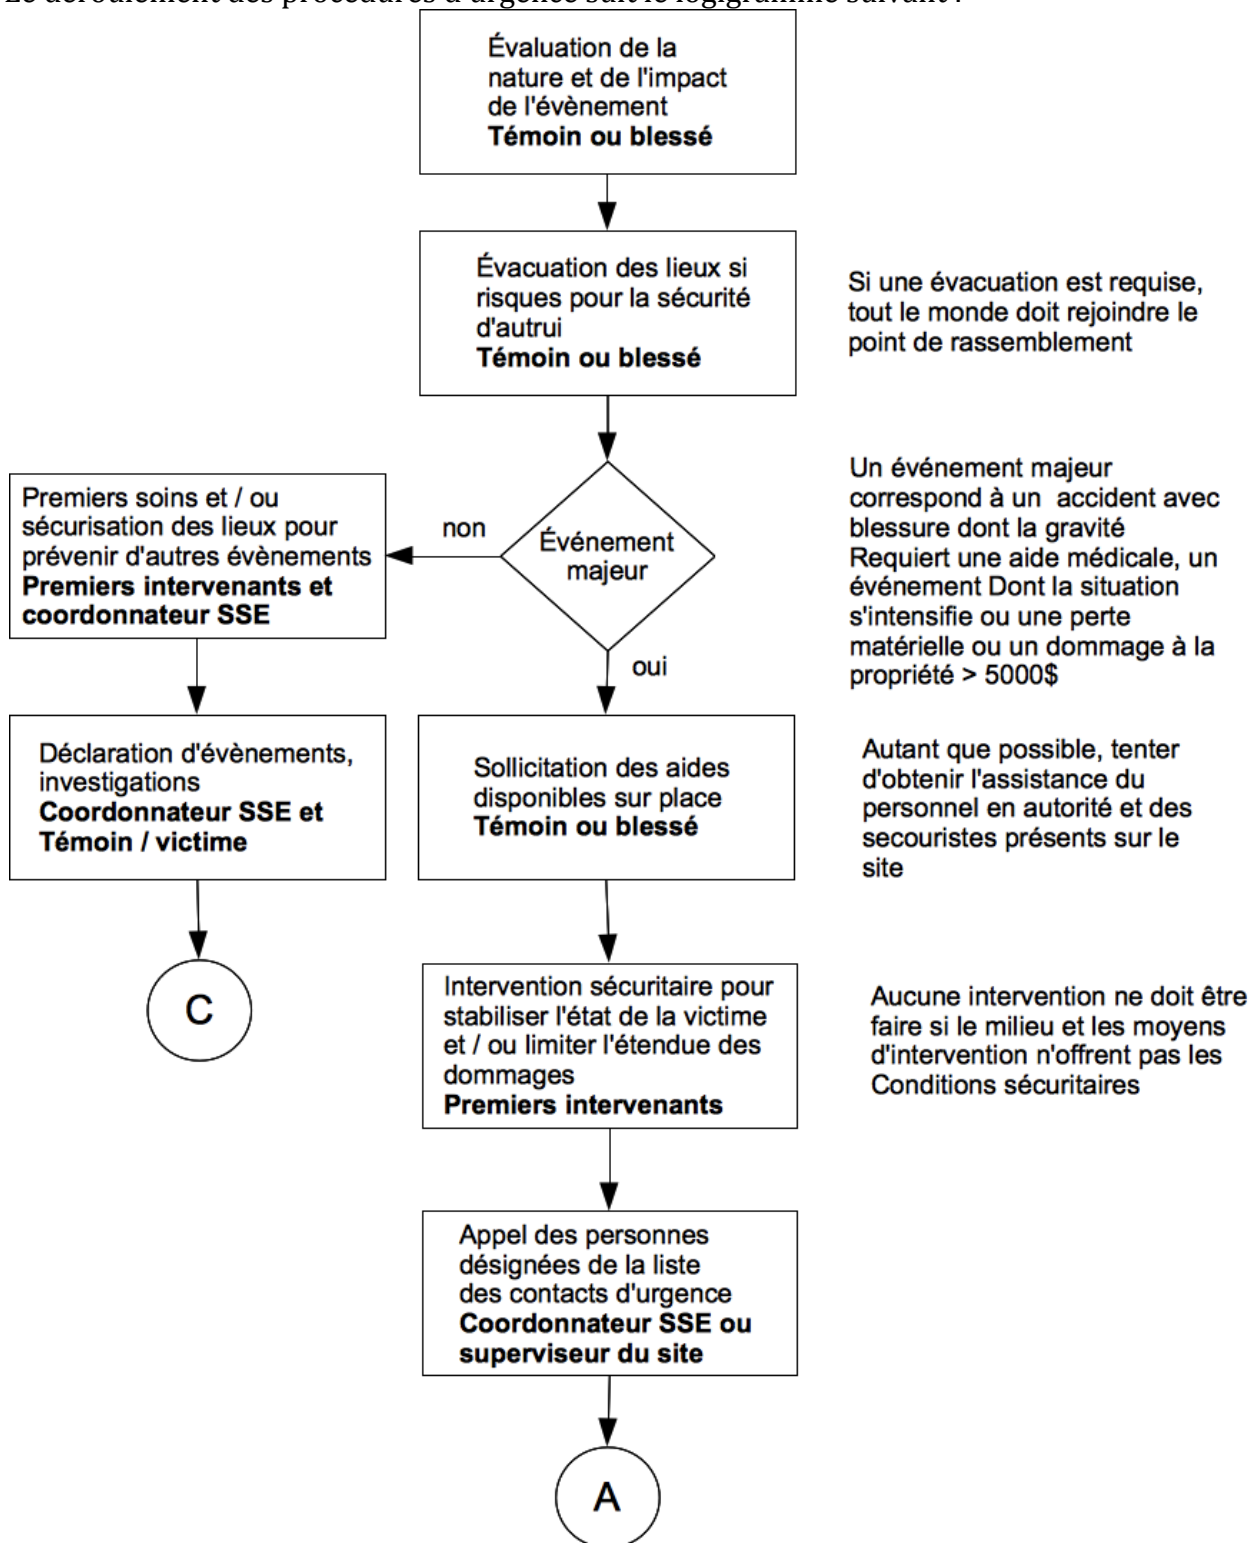 Le déroulement des procédures d'urgence suit le logigramme suivant :
Évaluation de la
nature et de l'impact
de l'évènement
Témoin ou blessé
Évacuation des lieux si
risques pour la sécurité
d'autrui
Témoin ou blessé
Si une évacuation est requise,
tout le monde doit rejoindre le
point de rassemblement
Événement
majeur
non
oui
Un événement majeur
correspond à un accident avec
blessure dont la gravité
Requiert une aide médicale, un
événement Dont la situation
s'intensifie ou une perte
matérielle ou un dommage à la
propriété > 5000$
Premiers soins et / ou
sécurisation des lieux pour
prévenir d'autres évènements
Premiers intervenants et
coordonnateur SSE
Déclaration d'évènements,
investigations
Coordonnateur SSE et
Témoin / victime
C
Sollicitation des aides
disponibles sur place
Témoin ou blessé
Autant que possible, tenter
d'obtenir l'assistance du
personnel en autorité et des
secouristes présents sur le
site
Intervention sécuritaire pour
stabiliser l'état de la victime
et / ou limiter l'étendue des
dommages
Premiers intervenants
Aucune intervention ne doit être
faire si le milieu et les moyens
d'intervention n'offrent pas les
Conditions sécuritaires
Appel des personnes
désignées de la liste
des contacts d'urgence
Coordonnateur SSE ou
superviseur du site
A